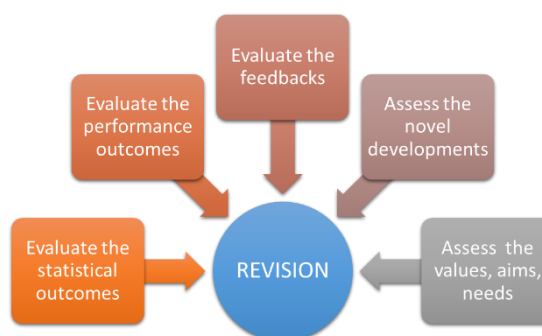 Evaluate the
feedbacks
Evaluate the
performance
outcomes
Assess the
novel
developments
Evaluate the
statistical
outcomes
REVISION
Assess the
values, aims,
needs